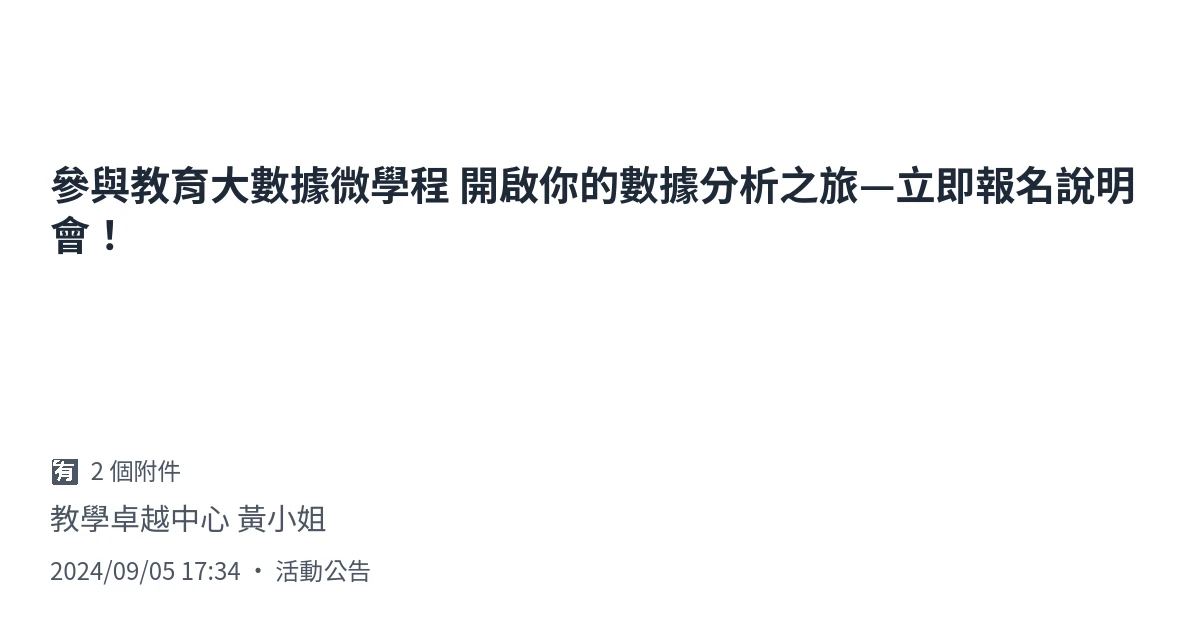 參與教育大數據微學程 開啟你的數據分析之旅—立即報名說明
會！
🈶 2 個附件
教學卓越中心 黃小姐
2024/09/05 17:34 ・ 活動公告